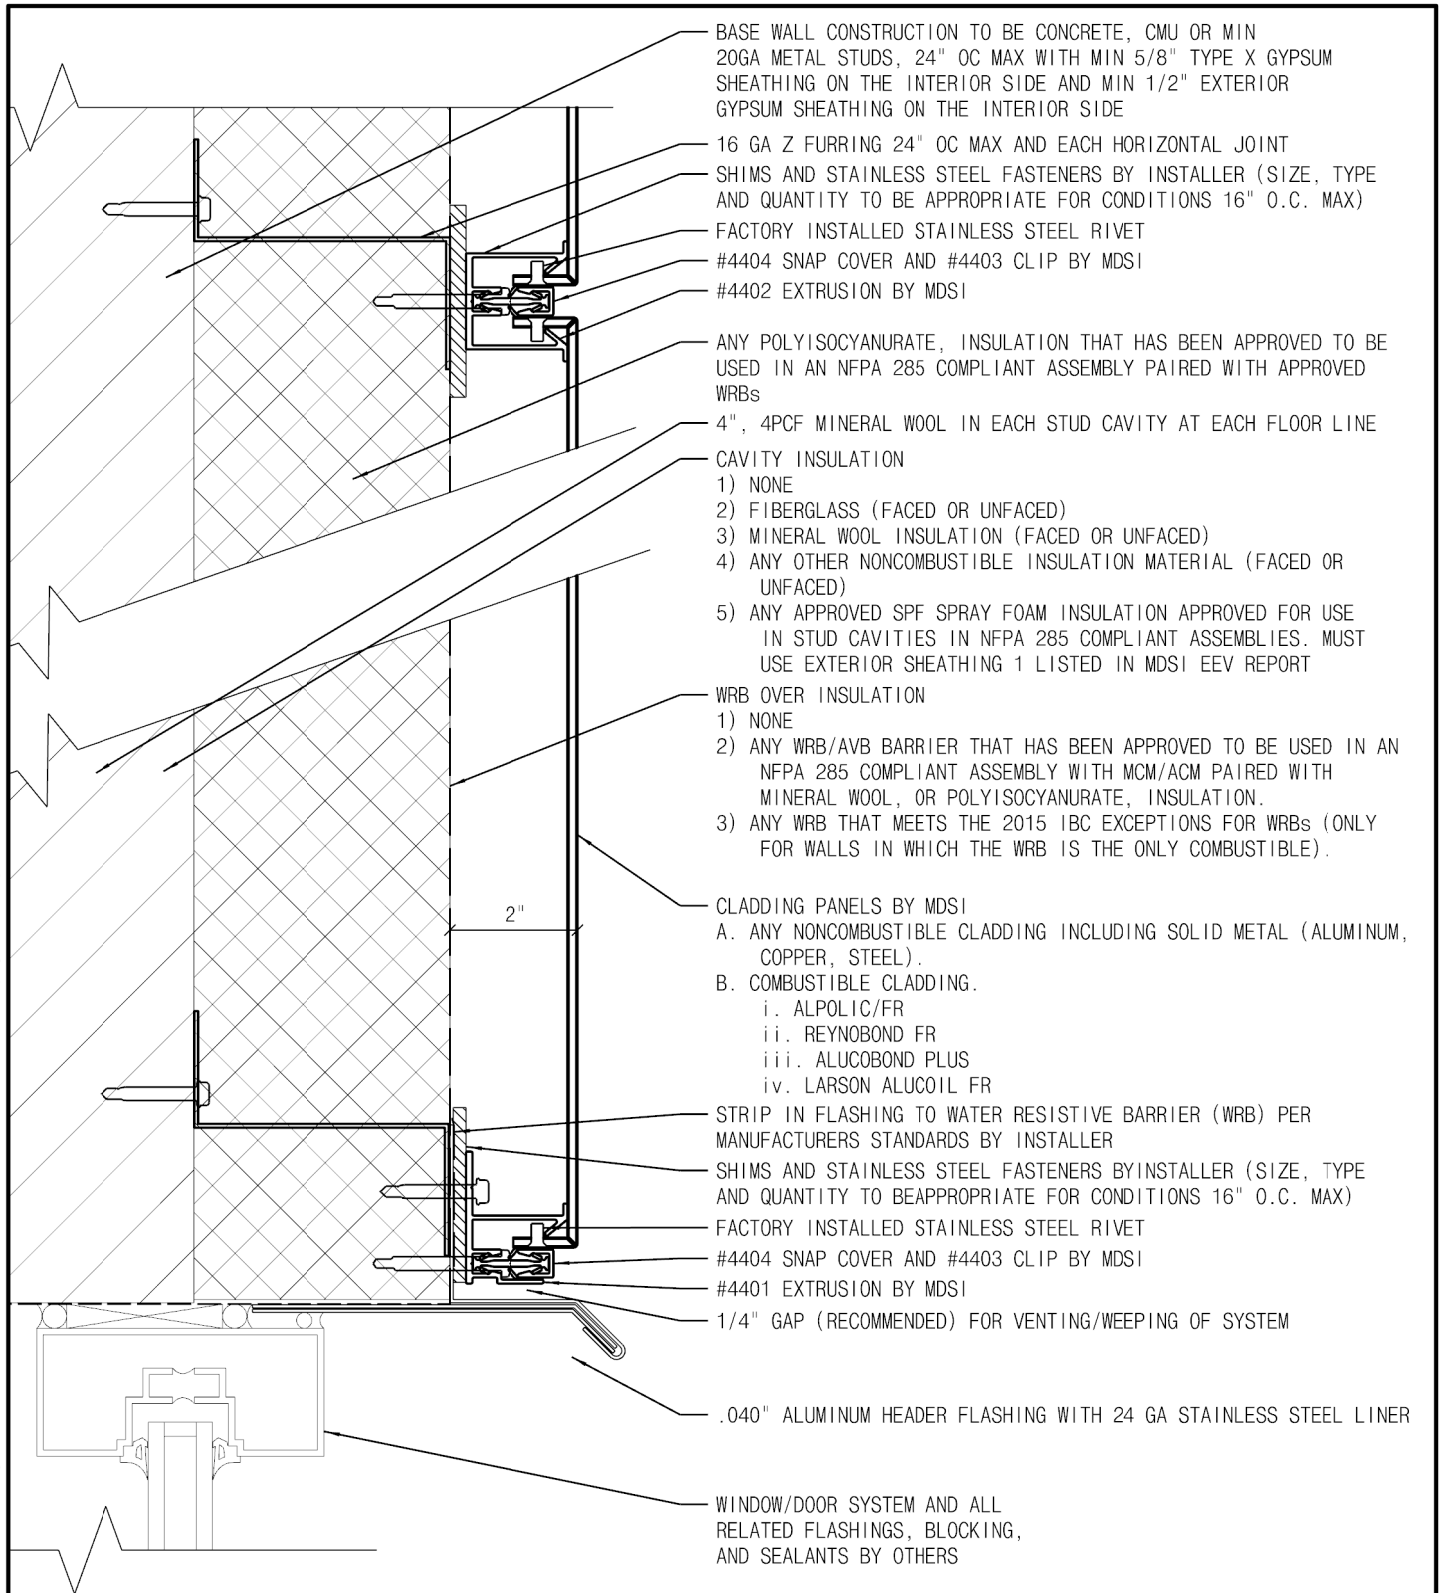 BASE WALL CONSTRUCTION TO BE CONCRETE, CMU OR MIN
20GA METAL STUDS, 24" OC MAX WITH MIN 5/8" TYPE X GYPSUM
SHEATHING ON THE INTERIOR SIDE AND MIN 1/2" EXTERIOR
GYPSUM SHEATHING ON THE INTERIOR SIDE
16 GA Z FURRING 24" OC MAX AND EACH HORIZONTAL JOINT
SHIMS AND STAINLESS STEEL FASTENERS BY INSTALLER (SIZE, TYPE
AND QUANTITY TO BE APPROPRIATE FOR CONDITIONS 16" O.C. MAX)
FACTORY INSTALLED STAINLESS STEEL RIVET
#4404 SNAP COVER AND #4403 CLIP BY MDSI
#4402 EXTRUSION BY MDSI
ANY POLYISOCYANURATE, INSULATION THAT HAS BEEN APPROVED TO BE
USED IN AN NFPA 285 COMPLIANT ASSEMBLY PAIRED WITH APPROVED
WRBs
4", 4PCF MINERAL WOOL IN EACH STUD CAVITY AT EACH FLOOR LINE
CAVITY INSULATION
1) NONE
2) FIBERGLASS (FACED OR UNFACED)
3) MINERAL WOOL INSULATION (FACED OR UNFACED)
4) ANY OTHER NONCOMBUSTIBLE INSULATION MATERIAL (FACED OR
UNFACED)
5) ANY APPROVED SPF SPRAY FOAM INSULATION APPROVED FOR USE
IN STUD CAVITIES IN NFPA 285 COMPLIANT ASSEMBLIES. MUST
USE EXTERIOR SHEATHING 1 LISTED IN MDSI EEV REPORT
WRB OVER INSULATION
1) NONE
2) ANY WRB/AVB BARRIER THAT HAS BEEN APPROVED TO BE USED IN AN
NFPA 285 COMPLIANT ASSEMBLY WITH MCM/ACM PAIRED WITH
MINERAL WOOL, OR POLYISOCYANURATE, INSULATION.
3) ANY WRB THAT MEETS THE 2015 IBC EXCEPTIONS FOR WRBs (ONLY
FOR WALLS IN WHICH THE WRB IS THE ONLY COMBUSTIBLE).
2"
CLADDING PANELS BY MDSI
A. ANY NONCOMBUSTIBLE CLADDING INCLUDING SOLID METAL (ALUMINUM,
COPPER, STEEL).
B. COMBUSTIBLE CLADDING.
i. ALPOLIC/FR
ii. REYNOBOND FR
iii. ALUCOBOND PLUS
iv. LARSON ALUCOIL FR
STRIP IN FLASHING TO WATER RESISTIVE BARRIER (WRB) PER
MANUFACTURERS STANDARDS BY INSTALLER
SHIMS AND STAINLESS STEEL FASTENERS BYINSTALLER (SIZE, TYPE
AND QUANTITY TO BEAPPROPRIATE FOR CONDITIONS 16" O.C. MAX)
FACTORY INSTALLED STAINLESS STEEL RIVET
#4404 SNAP COVER AND #4403 CLIP BY MDSI
#4401 EXTRUSION BY MDSI
1/4" GAP (RECOMMENDED) FOR VENTING/WEEPING OF SYSTEM
.040" ALUMINUM HEADER FLASHING WITH 24 GA STAINLESS STEEL LINER
WINDOW/DOOR SYSTEM AND ALL
RELATED FLASHINGS, BLOCKING,
AND SEALANTS BY OTHERS